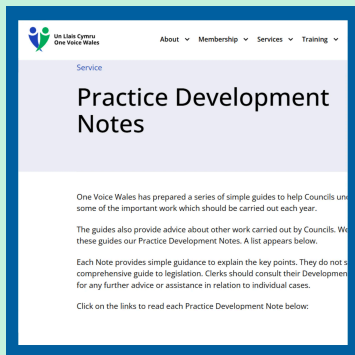 Un Llais Cymru
One Voice Wales
About Membership Services Training
Service
Practice Development
Notes
One Voice Wales has prepared a series of simple guides to help Councils
some of the important work which should be carried out each year.
The guides also provide advice about other work carried out by Councils. We
these guides our Practice Development Notes. A list appears below.
Each Note provides simple guidance to explain the key points. They do not
comprehensive guide to legislation. Clerks should consult their
for any further advice or assistance in relation to individual cases.
Click on the links to read each Practice Development Note below: